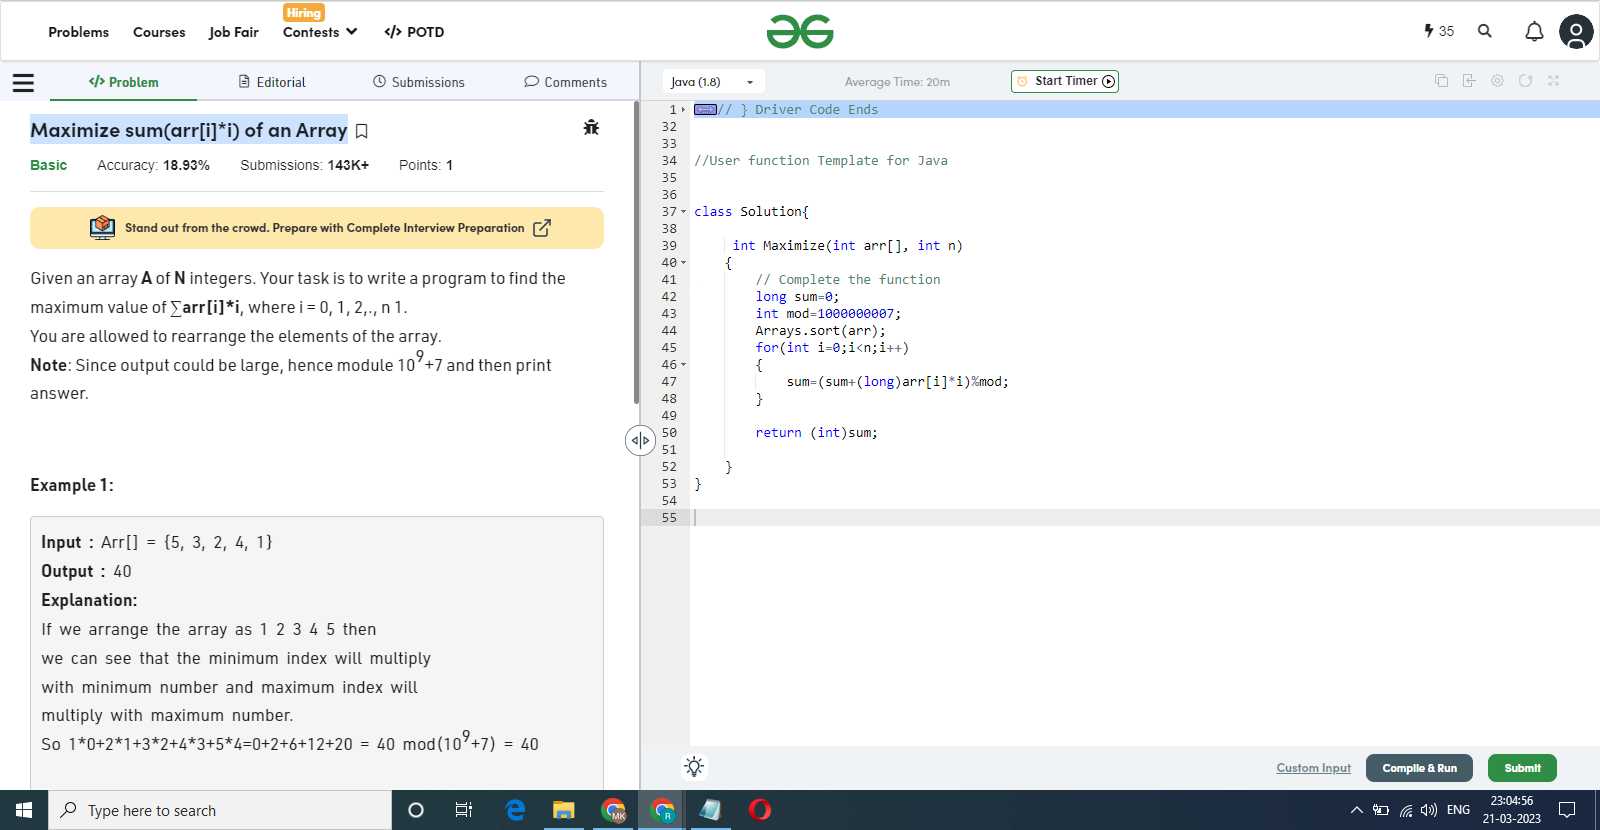 Problems
Courses
Job Fair
Hiring
Contests
</> POTD
35
</> Problem
Editorial
Submissions
Comments
Java (1.8)
Average Time: 20m
Start Timer
Maximize sum(arr[i]*i) of an Array
Basic Accuracy: 18.93% Submissions: 143K+ Points: 1
Stand out from the crowd. Prepare with Complete Interview Preparation
Given an array A of N integers. Your task is to write a program to find the
maximum value of ∑arr[i]*i, where i = 0, 1, 2,., n 1.
You are allowed to rearrange the elements of the array.
Note: Since output could be large, hence module 10⁹+7 and then print
answer.
Example 1:
Input : Arr[] = {5, 3, 2, 4, 1}
Output : 40
Explanation:
If we arrange the array as 1 2 3 4 5 then
we can see that the minimum index will multiply
with minimum number and maximum index will
multiply with maximum number.
So 1*0+2*1+3*2+4*3+5*4=0+2+6+12+20 = 40 mod(10⁹+7) = 40
1 // } Driver Code Ends
32
33
34 //User function Template for Java
35
36
37 class Solution{
38
39 int Maximize(int arr[], int n)
40 {
41 // Complete the function
42 long sum=0;
43 int mod=1000000007;
44 Arrays.sort(arr);
45 for(int i=0;i<n;i++)
46 {
47 sum=(sum+(long)arr[i]*i)%mod;
48 }
49
50 return (int)sum;
51
52 }
53 }
54
55
Custom Input
Compile & Run
Submit
Type here to search
MK
R
ENG
23:04:56
21-03-2023